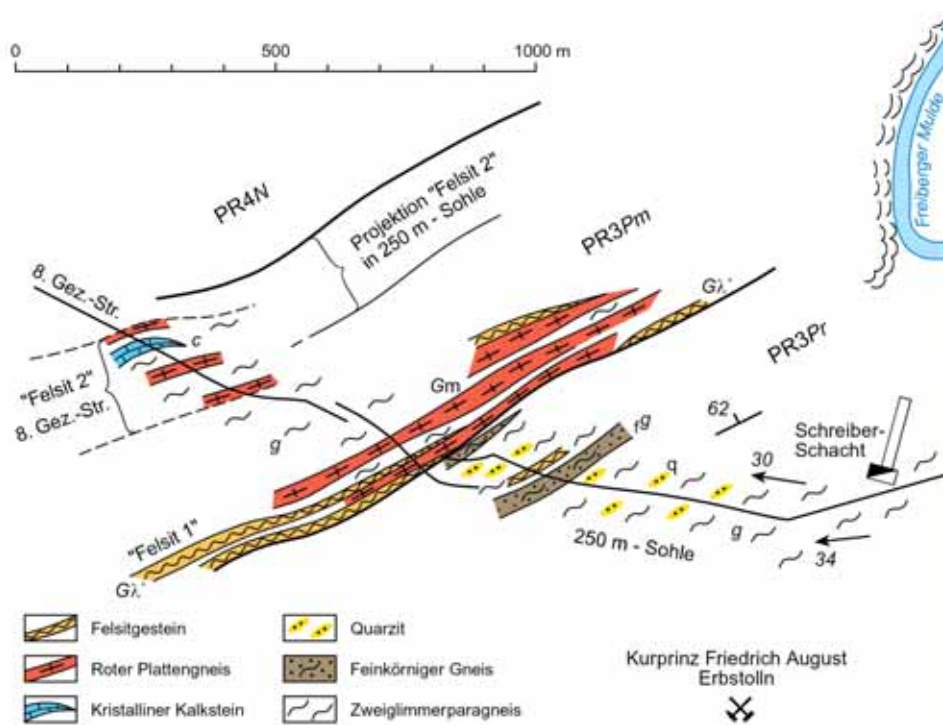 0 500 1000 m
Freiberger Mulde
PR4N
Projektion "Felsit 2"
in 250 m - Sohle
PR3Pm
8. Gez.-Str.
Gλ'
PR3Pr
c
"Felsit 2"
8. Gez.-Str.
Gm
g
fg
62
Schreiber-
Schacht
q
30
g
250 m - Sohle
34
"Felsit 1"
Gλ'
Felsitgestein
Roter Plattengneis
Kristalliner Kalkstein
Quarzit
Feinkörniger Gneis
Zweiglimmerparagneis
Kurprinz Friedrich August
Erbstolln